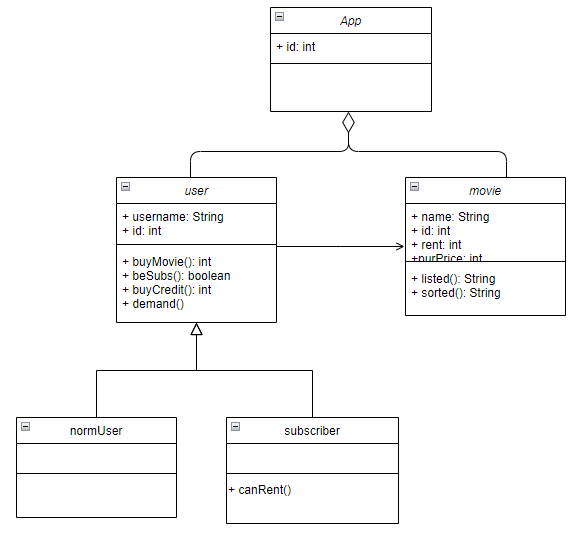 App
+ id: int
user
+ username: String
+ id: int
+ buyMovie(): int
+ beSubs(): boolean
+ buyCredit(): int
+ demand()
movie
+ name: String
+ id: int
+ rent: int
+purPrice: int
+ listed(): String
+ sorted(): String
normUser
subscriber
+ canRent()